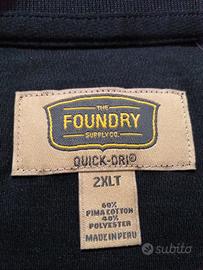 THE
FOUNDRY
SUPPLY CO.
QUICK-DRI®
2XLT
60%
PIMA COTTON
40%
POLYESTER
MADE IN PERU
subito